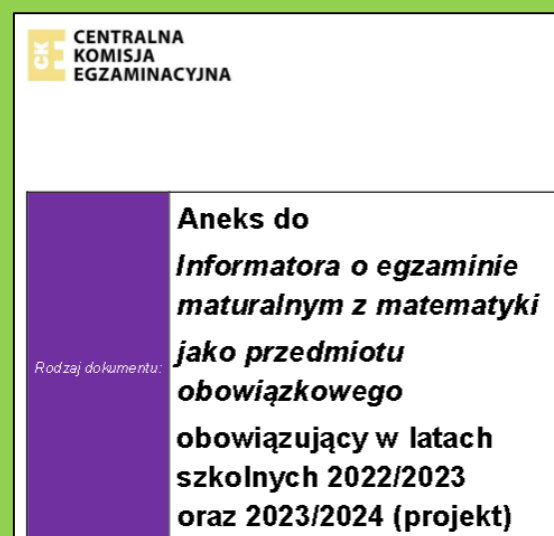 CKE
CENTRALNA
KOMISJA
EGZAMINACYJNA
Rodzaj dokumentu:
Aneks do
Informatora o egzaminie
maturalnym z matematyki
jako przedmiotu
obowiązkowego
obowiązujący w latach
szkolnych 2022/2023
oraz 2023/2024 (projekt)